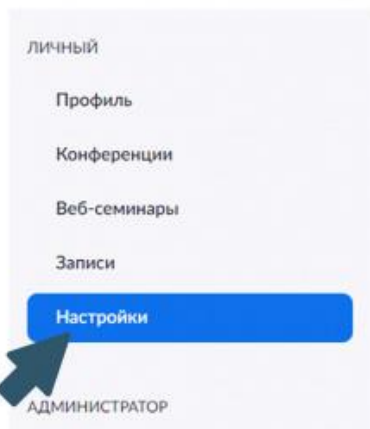 ЛИЧНЫЙ
Профиль
Конференции
Веб-семинары
Записи
Настройки
АДМИНИСТРАТОР